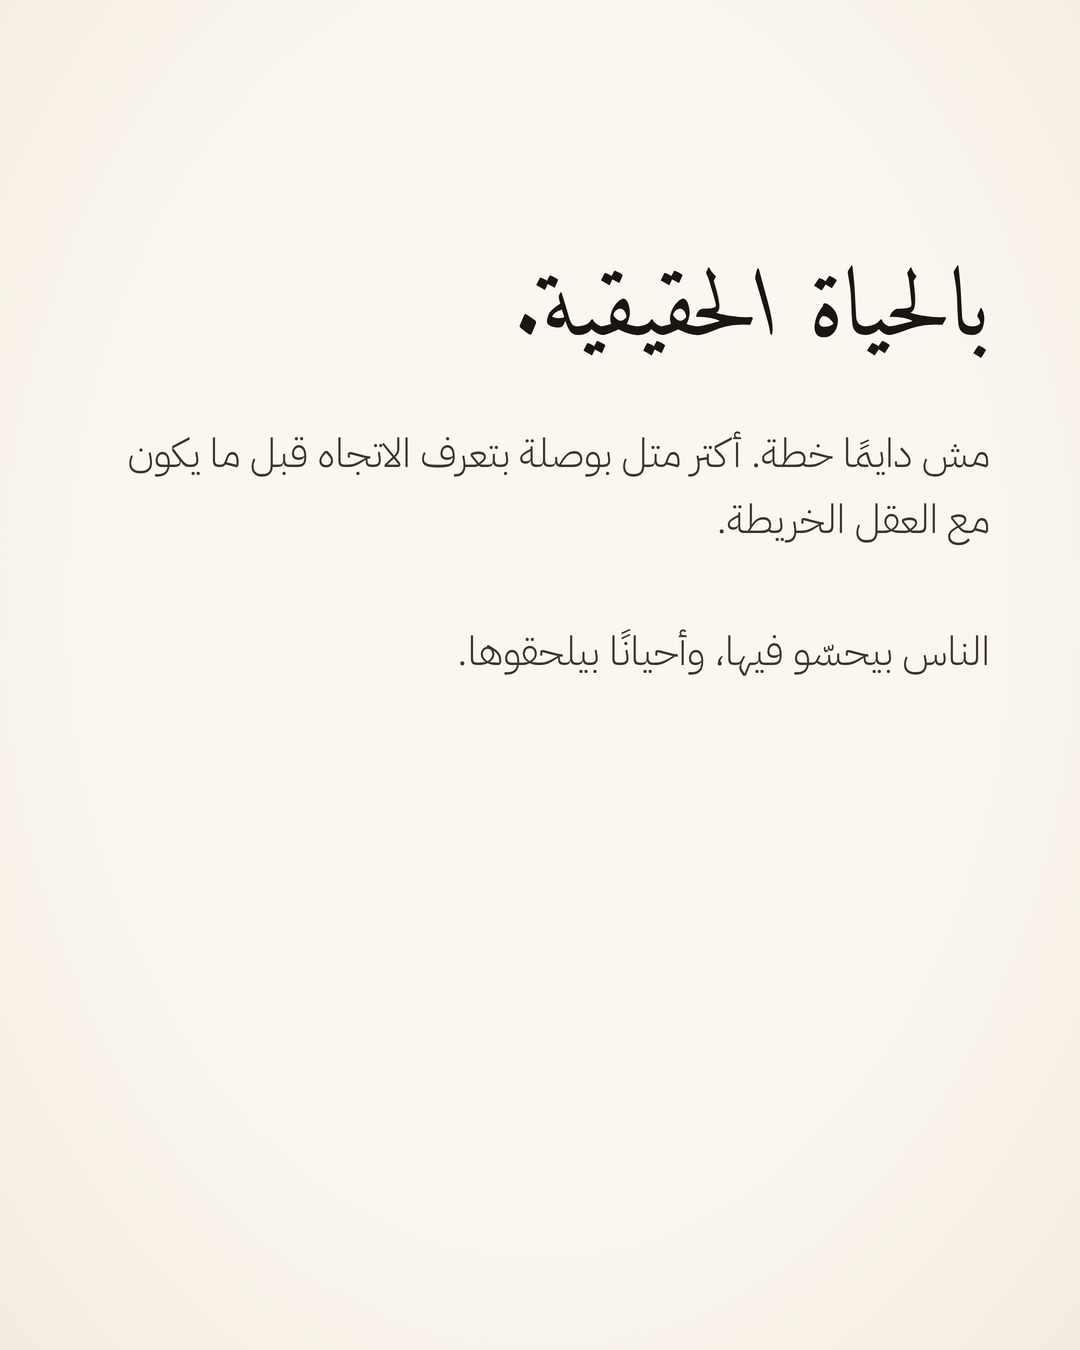 بالحياة الحقيقية.
مش دايمًا خطة. أكتر متل بوصلة بتعرف الاتجاه قبل ما يكون
مع العقل الخريطة.
الناس بيحسّو فيها، وأحيانًا بيلحقوها.